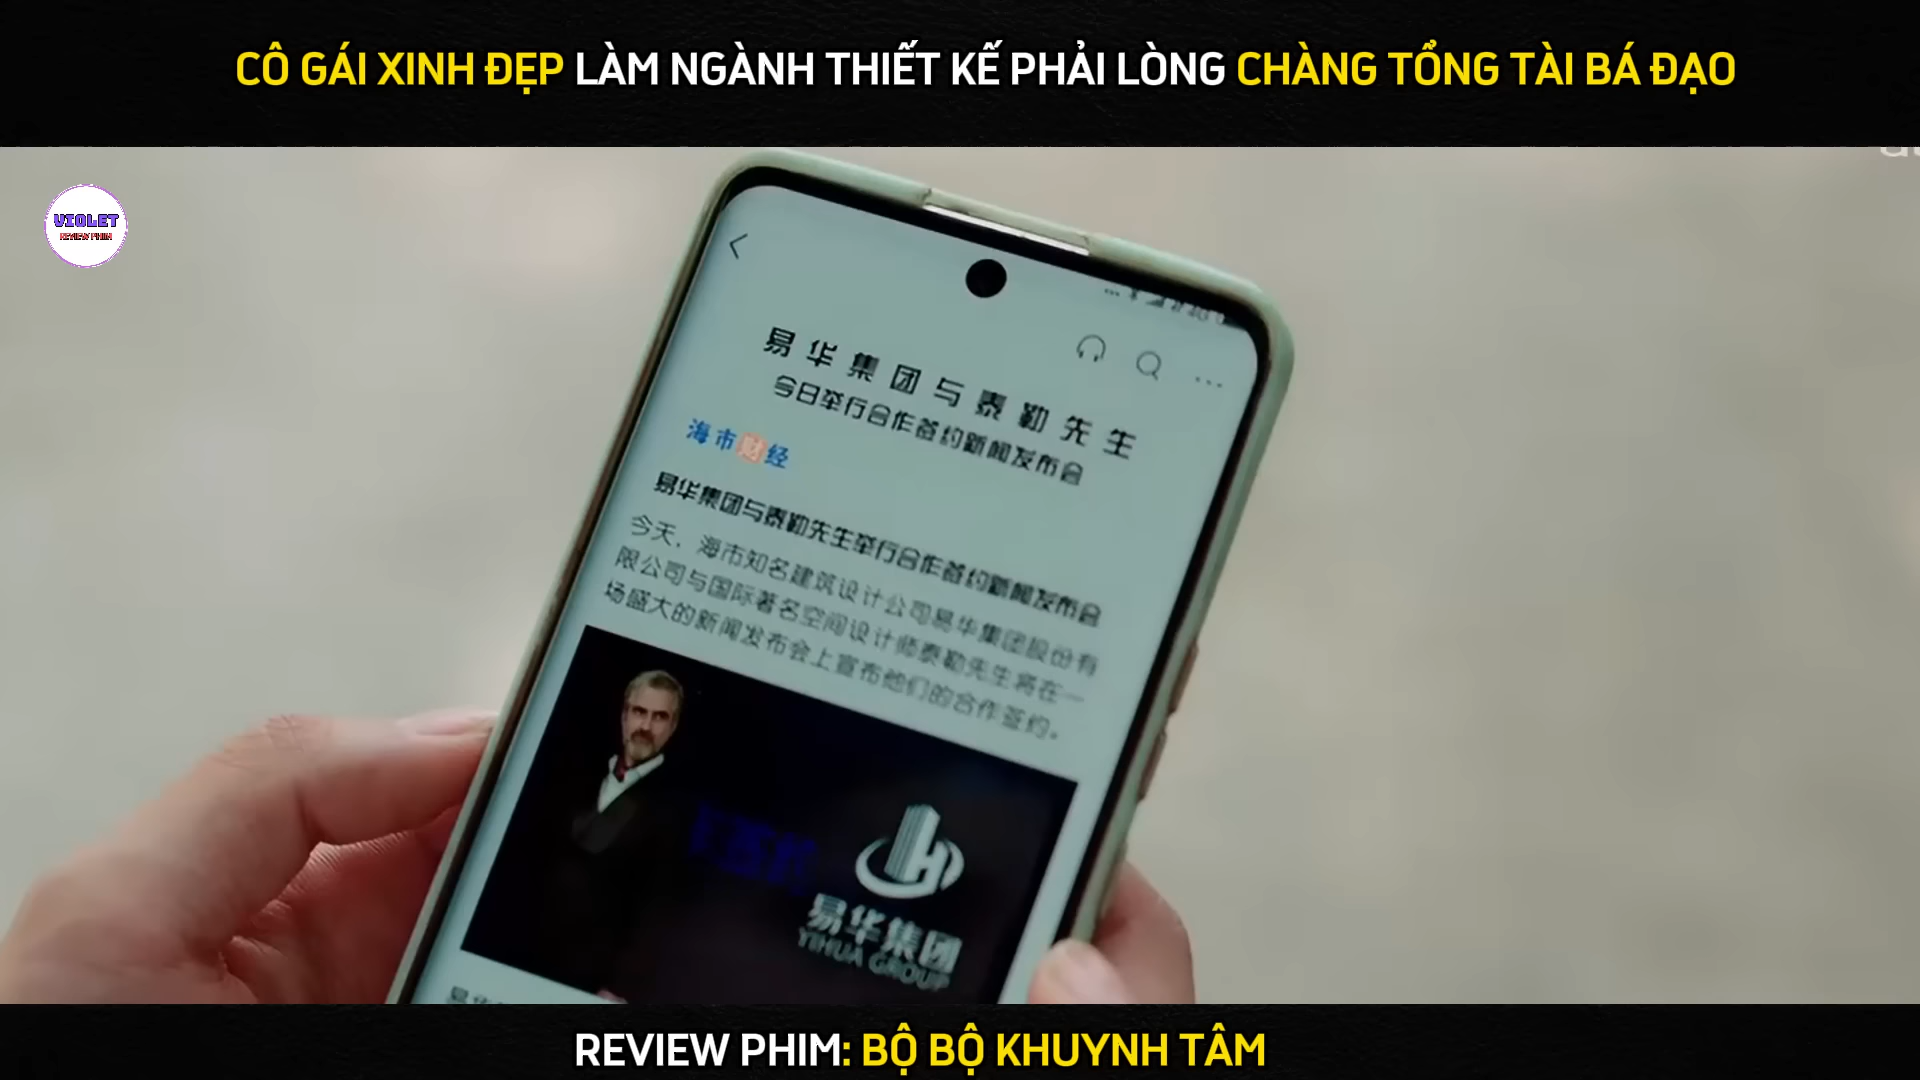 CÔ GÁI XINH ĐẸP LÀM NGÀNH THIẾT KẾ PHẢI LÒNG CHÀNG TỔNG TÀI BÁ ĐẠO
VIOLET
REVIEW PHIM
易华集团与泰勒先生
今日举行合作签约新闻发布会
海市财经
易华集团与泰勒先生举行合作签约新闻发布会
今天，海市知名建筑设计公司易华集团股份有
限公司与国际著名空间设计师泰勒先生将在一
场盛大的新闻发布会上宣布他们的合作签约。
易华集团
YIHUA GROUP
REVIEW PHIM: BỘ BỘ KHUYNH TÂM